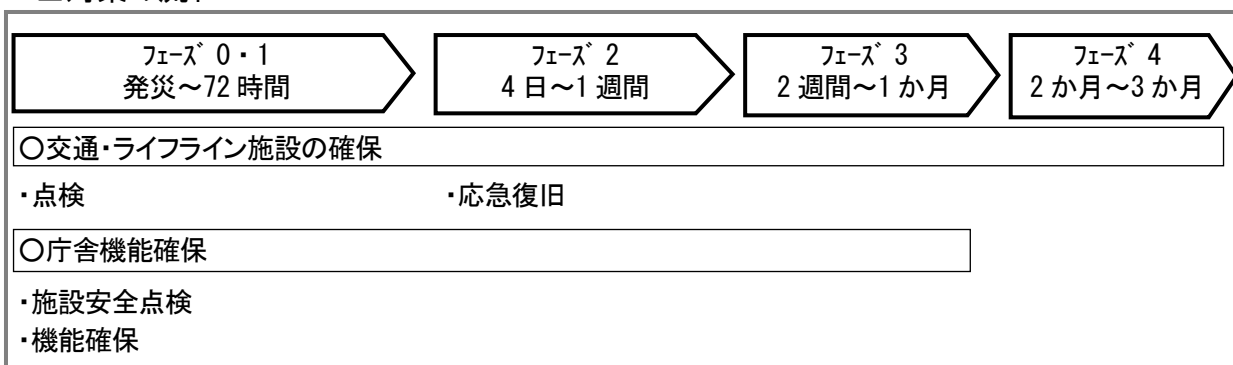 ﾌｪｰｽﾞ 0・1
発災～72 時間
ﾌｪｰｽﾞ 2
4 日～1 週間
ﾌｪｰｽﾞ 3
2 週間～1 か月
ﾌｪｰｽﾞ 4
2 か月～3 か月
○交通・ライフライン施設の確保
・点検
・応急復旧
○庁舎機能確保
・施設安全点検
・機能確保